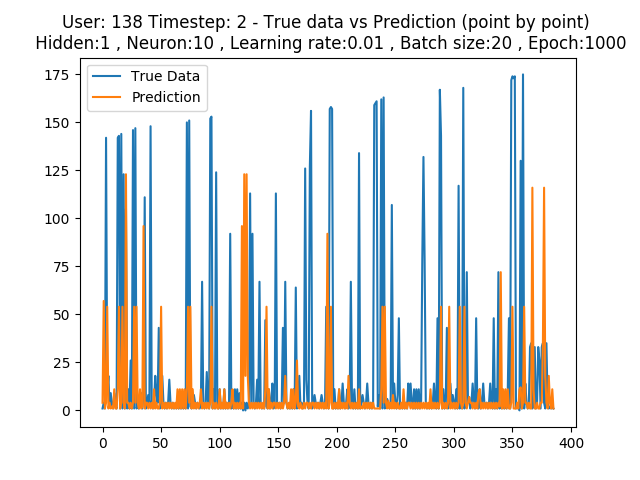 User: 138 Timestep: 2 - True data vs Prediction (point by point)
Hidden:1 , Neuron:10 , Learning rate:0.01 , Batch size:20 , Epoch:1000
True Data
Prediction
175
150
125
100
75
50
25
0
0 50 100 150 200 250 300 350 400